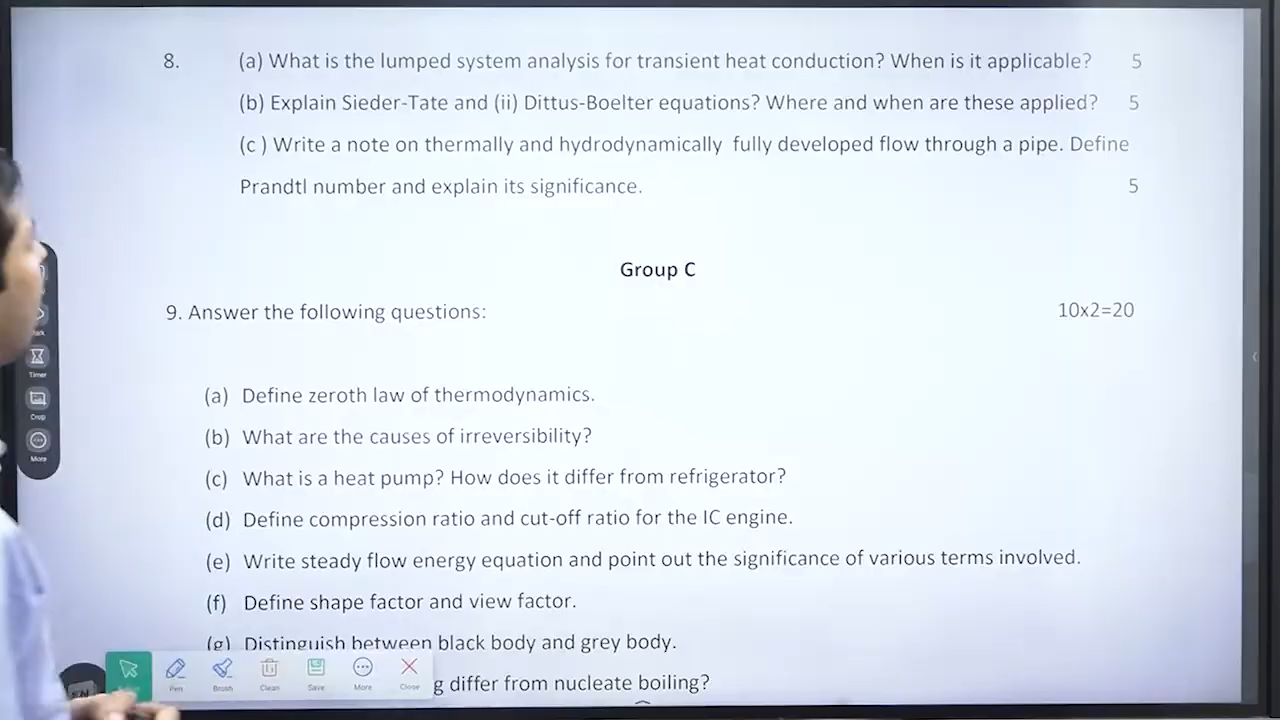 8. (a) What is the lumped system analysis for transient heat conduction? When is it applicable? 5
(b) Explain Sieder-Tate and (ii) Dittus-Boelter equations? Where and when are these applied? 5
(c ) Write a note on thermally and hydrodynamically fully developed flow through a pipe. Define
Prandtl number and explain its significance. 5
Group C
9. Answer the following questions: 10x2=20
(a) Define zeroth law of thermodynamics.
(b) What are the causes of irreversibility?
(c) What is a heat pump? How does it differ from refrigerator?
(d) Define compression ratio and cut-off ratio for the IC engine.
(e) Write steady flow energy equation and point out the significance of various terms involved.
(f) Define shape factor and view factor.
(g) Distinguish between black body and grey body.
g differ from nucleate boiling?
Timer
Crop
More
Pen
Brush
Clean
Save
More
Close